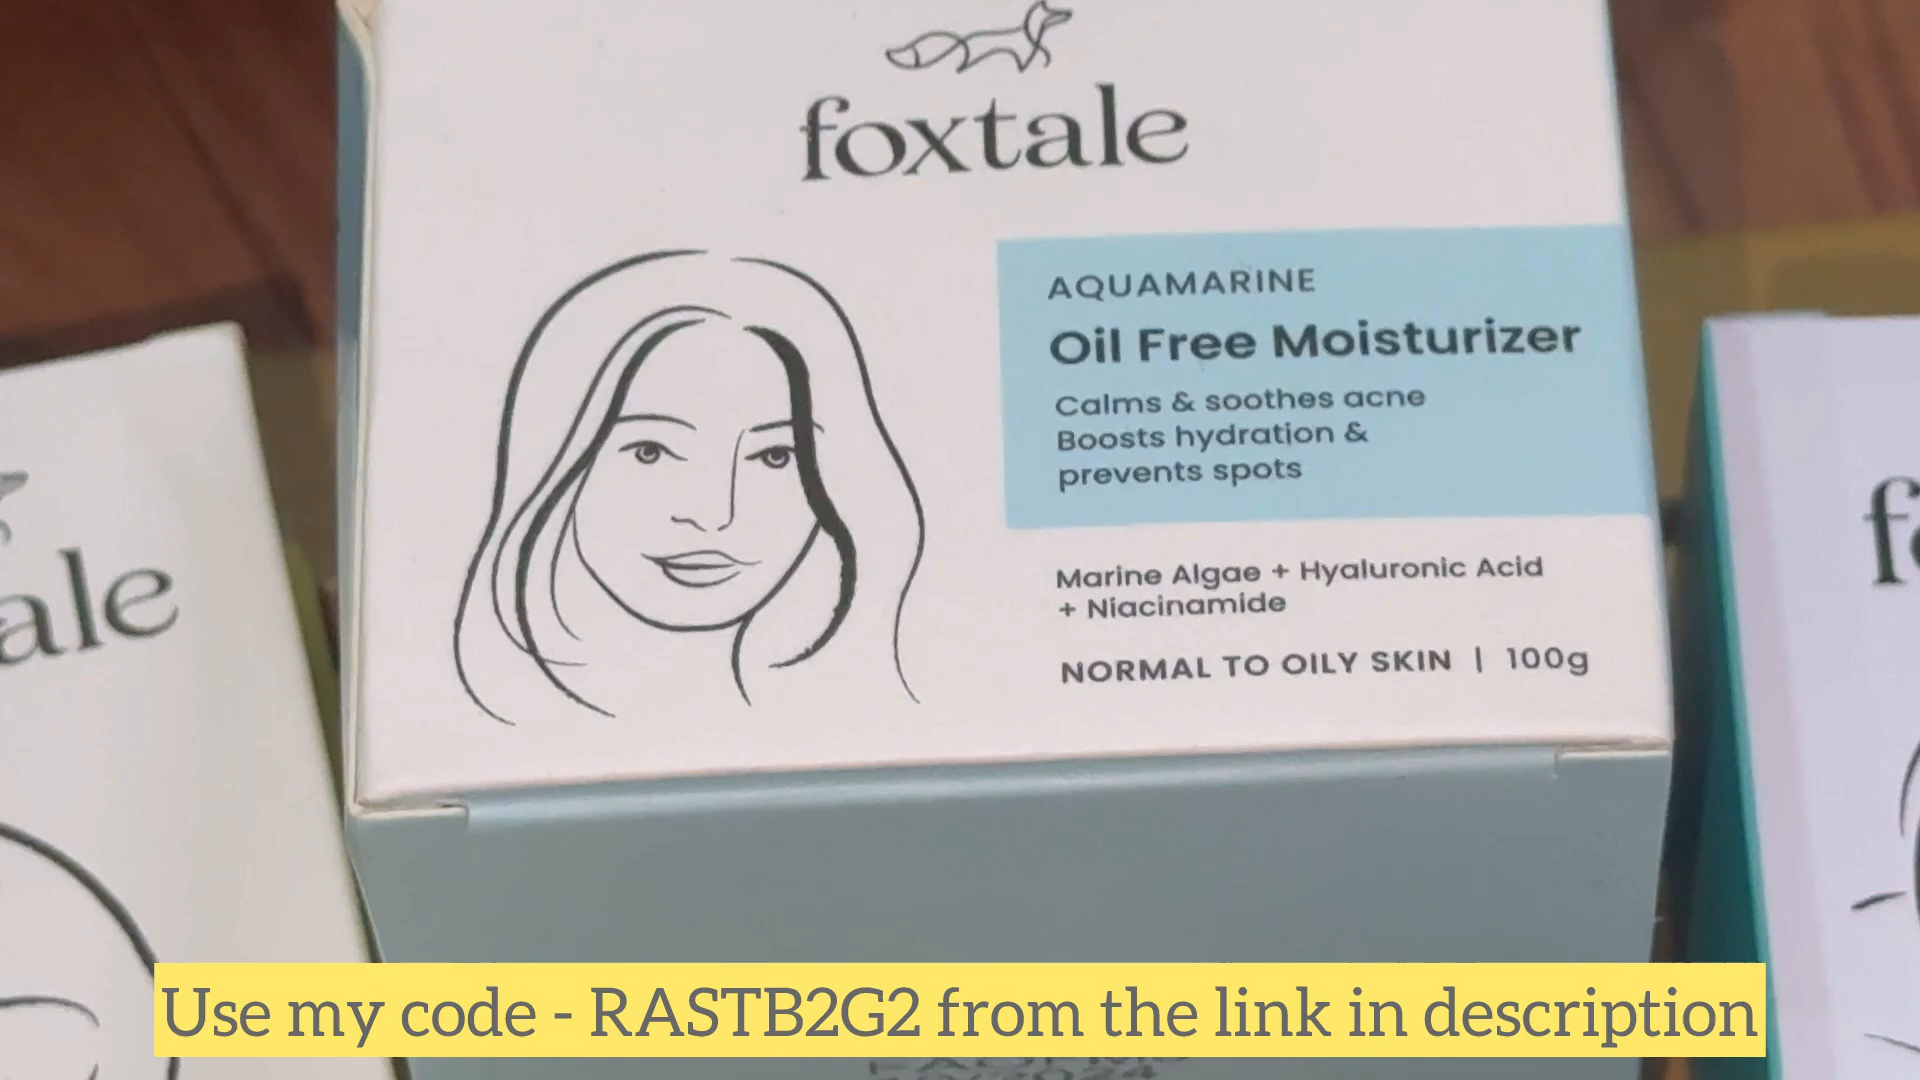 foxtale
AQUAMARINE
Oil Free Moisturizer
Calms & soothes acne
Boosts hydration &
prevents spots
Marine Algae + Hyaluronic Acid
+ Niacinamide
NORMAL TO OILY SKIN | 100g
ale
f
Use my code - RASTB2G2 from the link in description